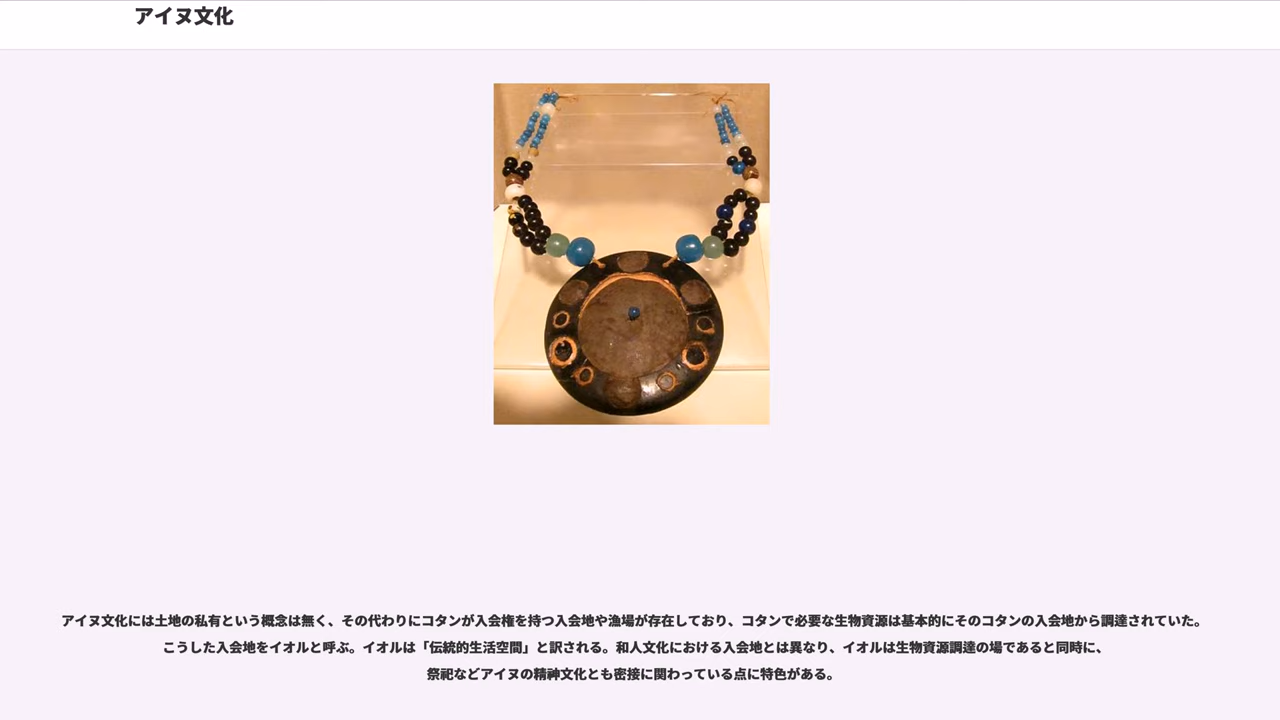 アイヌ文化
アイヌ文化には土地の私有という概念は無く、その代わりにコタンが入会権を持つ入会地や漁場が存在しており、コタンで必要な生物資源は基本的にそのコタンの入会地から調達されていた。
こうした入会地をイオルと呼ぶ。イオルは「伝統的生活空間」と訳される。和人文化における入会地とは異なり、イオルは生物資源調達の場であると同時に、
祭祀などアイヌの精神文化とも密接に関わっている点に特色がある。